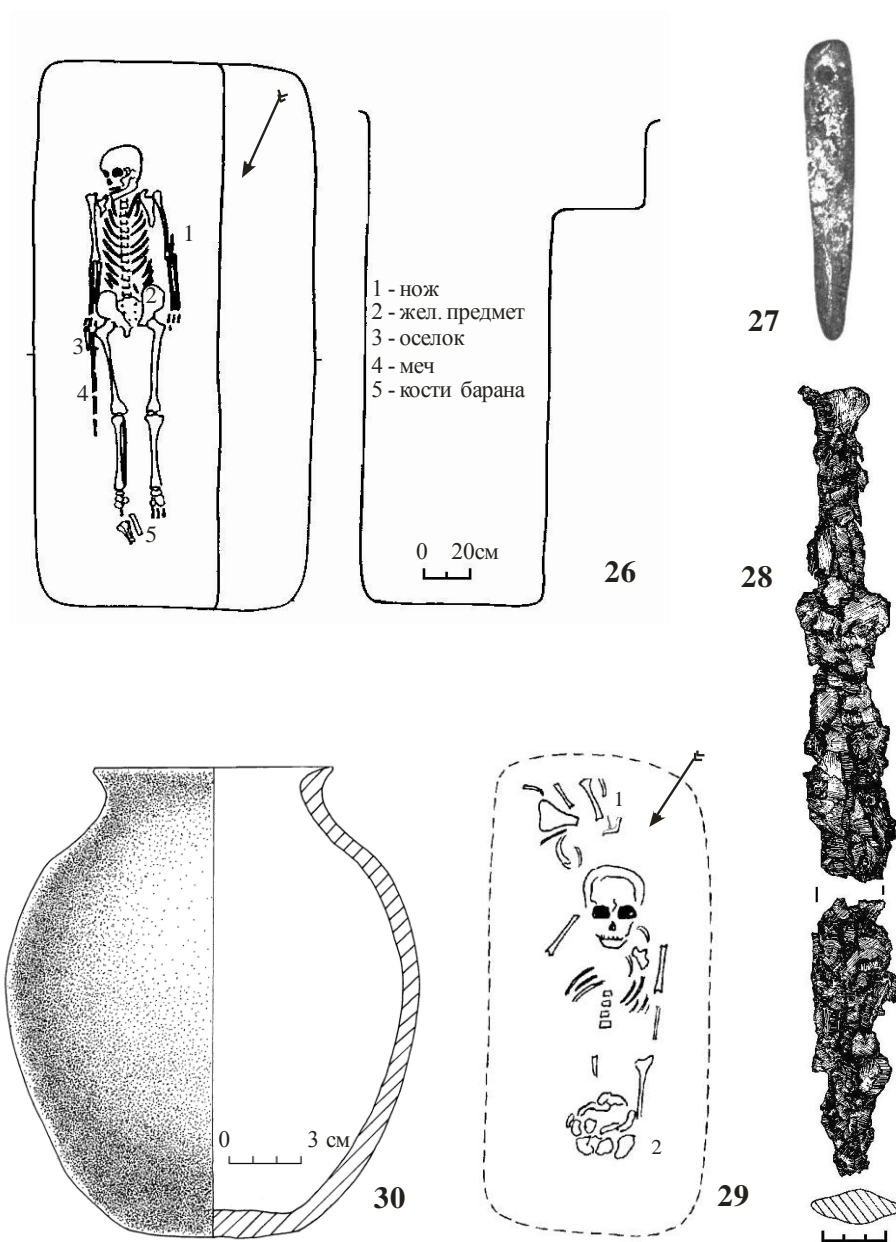 1
2
3
4
5
1 - нож
2 - жел. предмет
3 - оселок
4 - меч
5 - кости барана
0 20см
26
27
28
1
2
29
0 3 см
30